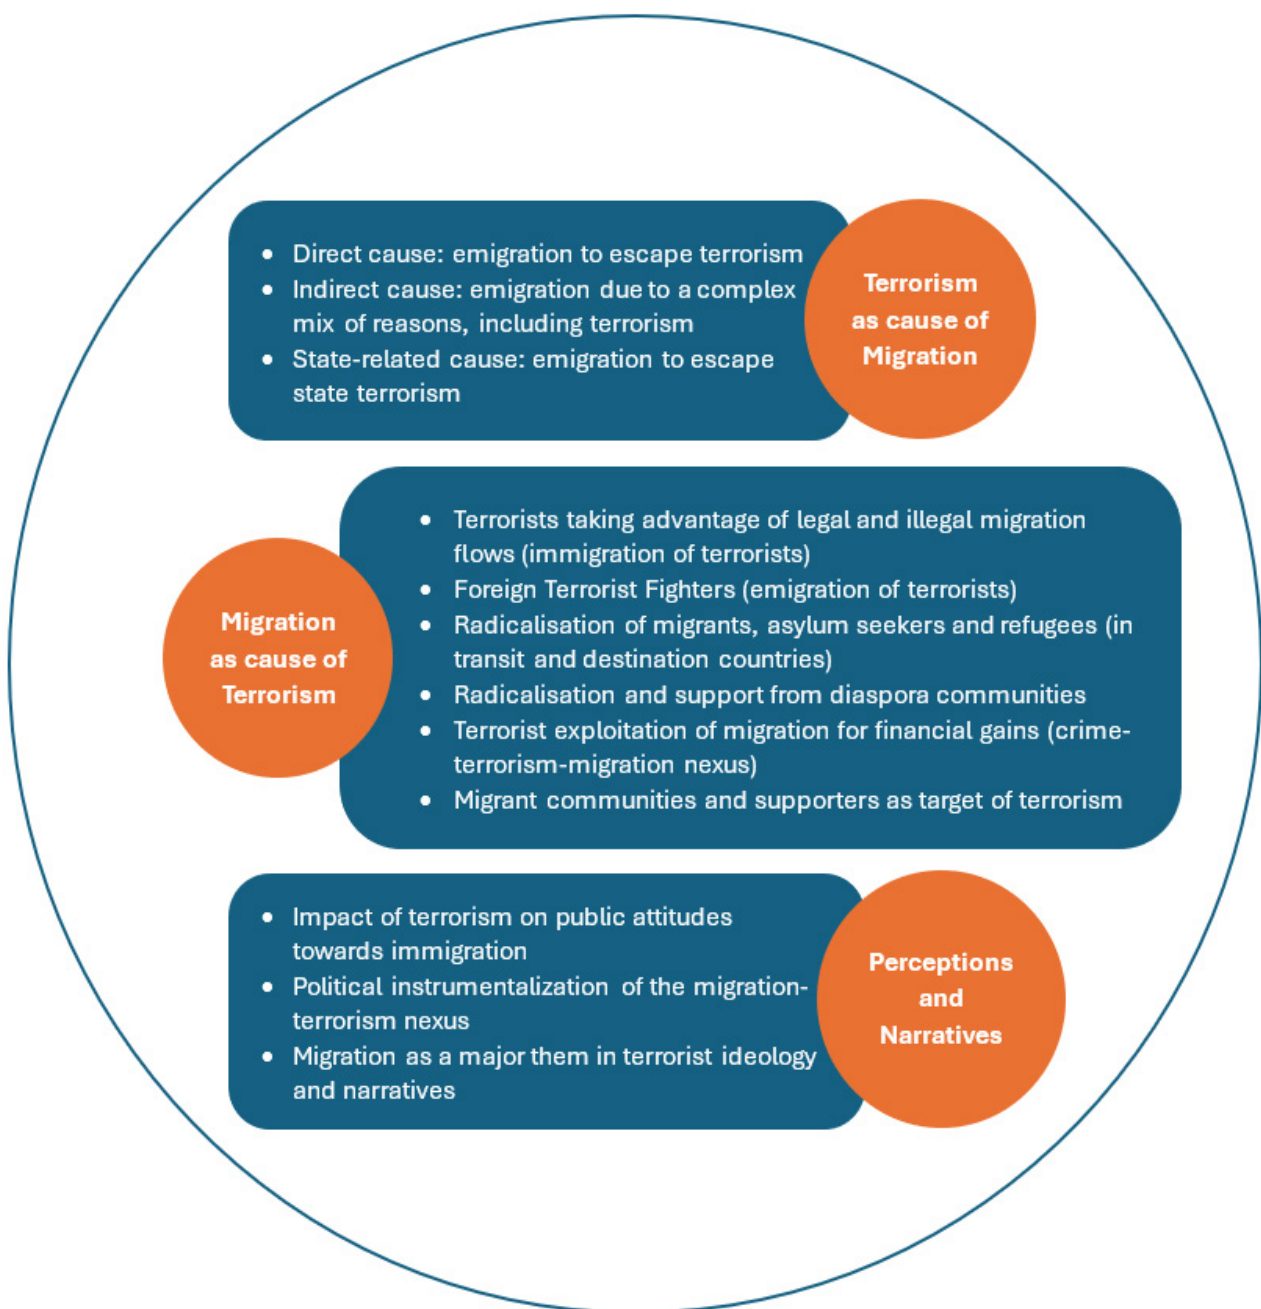 • Direct cause: emigration to escape terrorism
• Indirect cause: emigration due to a complex
mix of reasons, including terrorism
• State-related cause: emigration to escape
state terrorism
Terrorism
as cause of
Migration
Migration
as cause of
Terrorism
• Terrorists taking advantage of legal and illegal migration
flows (immigration of terrorists)
• Foreign Terrorist Fighters (emigration of terrorists)
• Radicalisation of migrants, asylum seekers and refugees (in
transit and destination countries)
• Radicalisation and support from diaspora communities
• Terrorist exploitation of migration for financial gains (crime-
terrorism-migration nexus)
• Migrant communities and supporters as target of terrorism
• Impact of terrorism on public attitudes
towards immigration
• Political instrumentalization of the migration-
terrorism nexus
• Migration as a major them in terrorist ideology
and narratives
Perceptions
and
Narratives